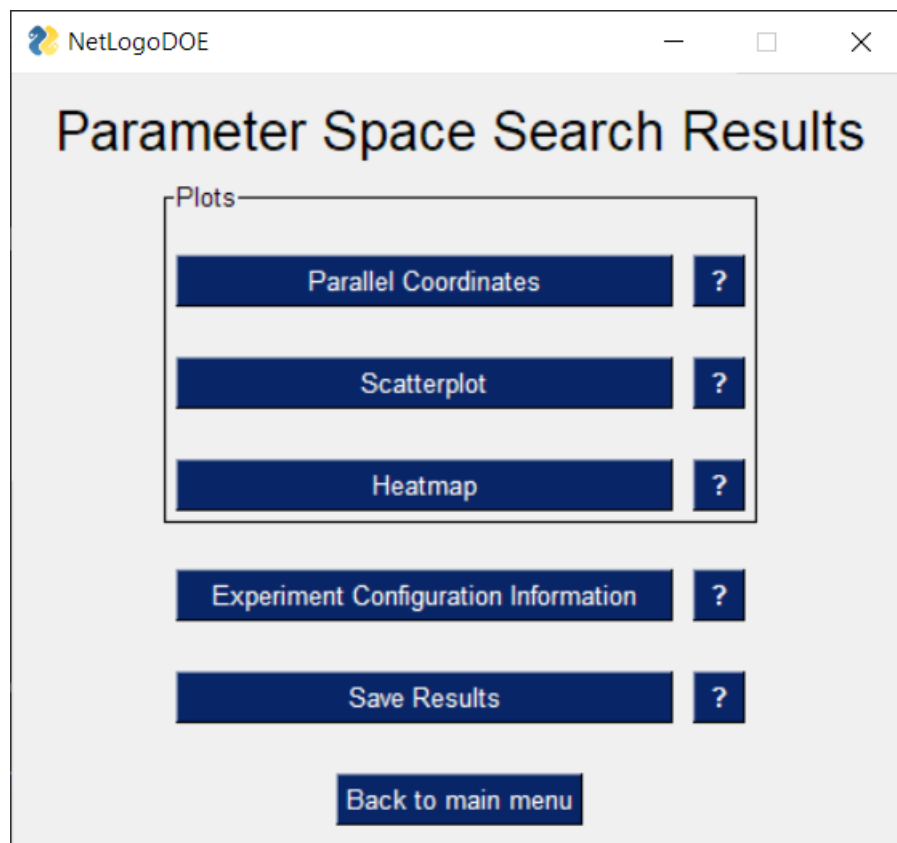 NetLogoDOE
Parameter Space Search Results
Plots
Parallel Coordinates ?
Scatterplot ?
Heatmap ?
Experiment Configuration Information ?
Save Results ?
Back to main menu